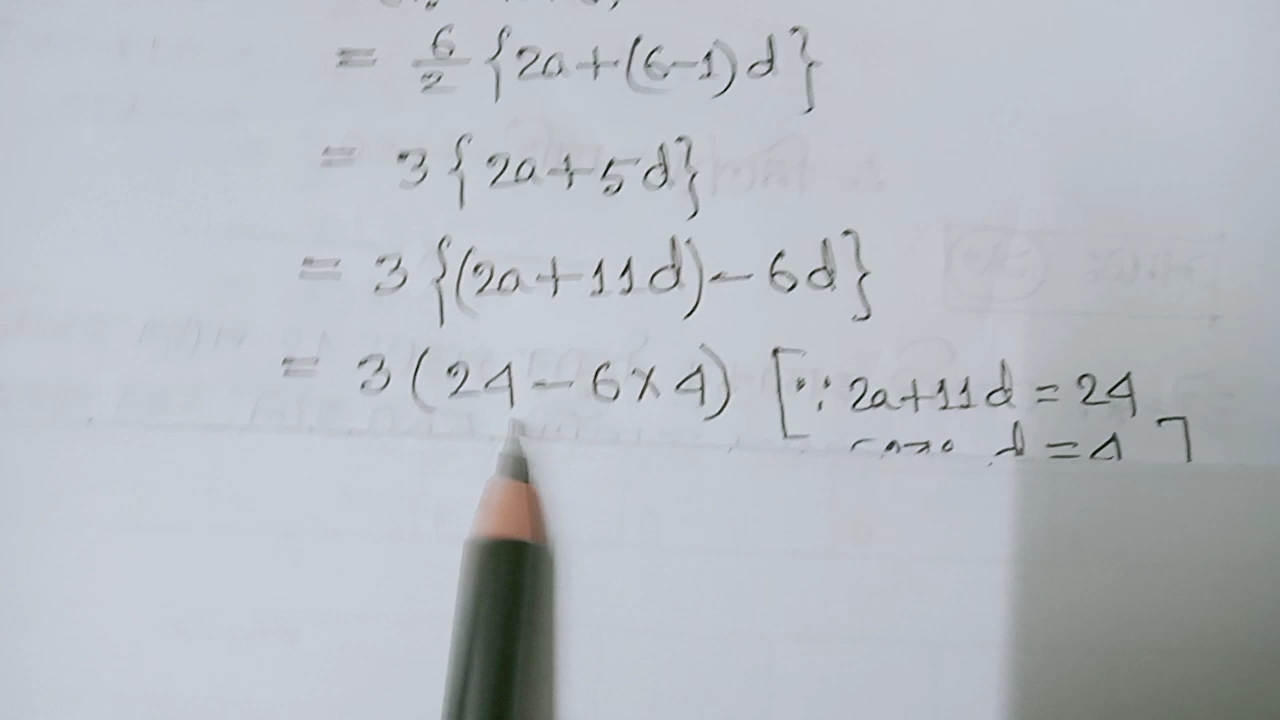 = 6/2 {2a+(6-1)d}
= 3{2a+5d}
= 3{(2a+11d)-6d}
= 3(24-6×4) [∵ 2a+11d = 24
d = 4]